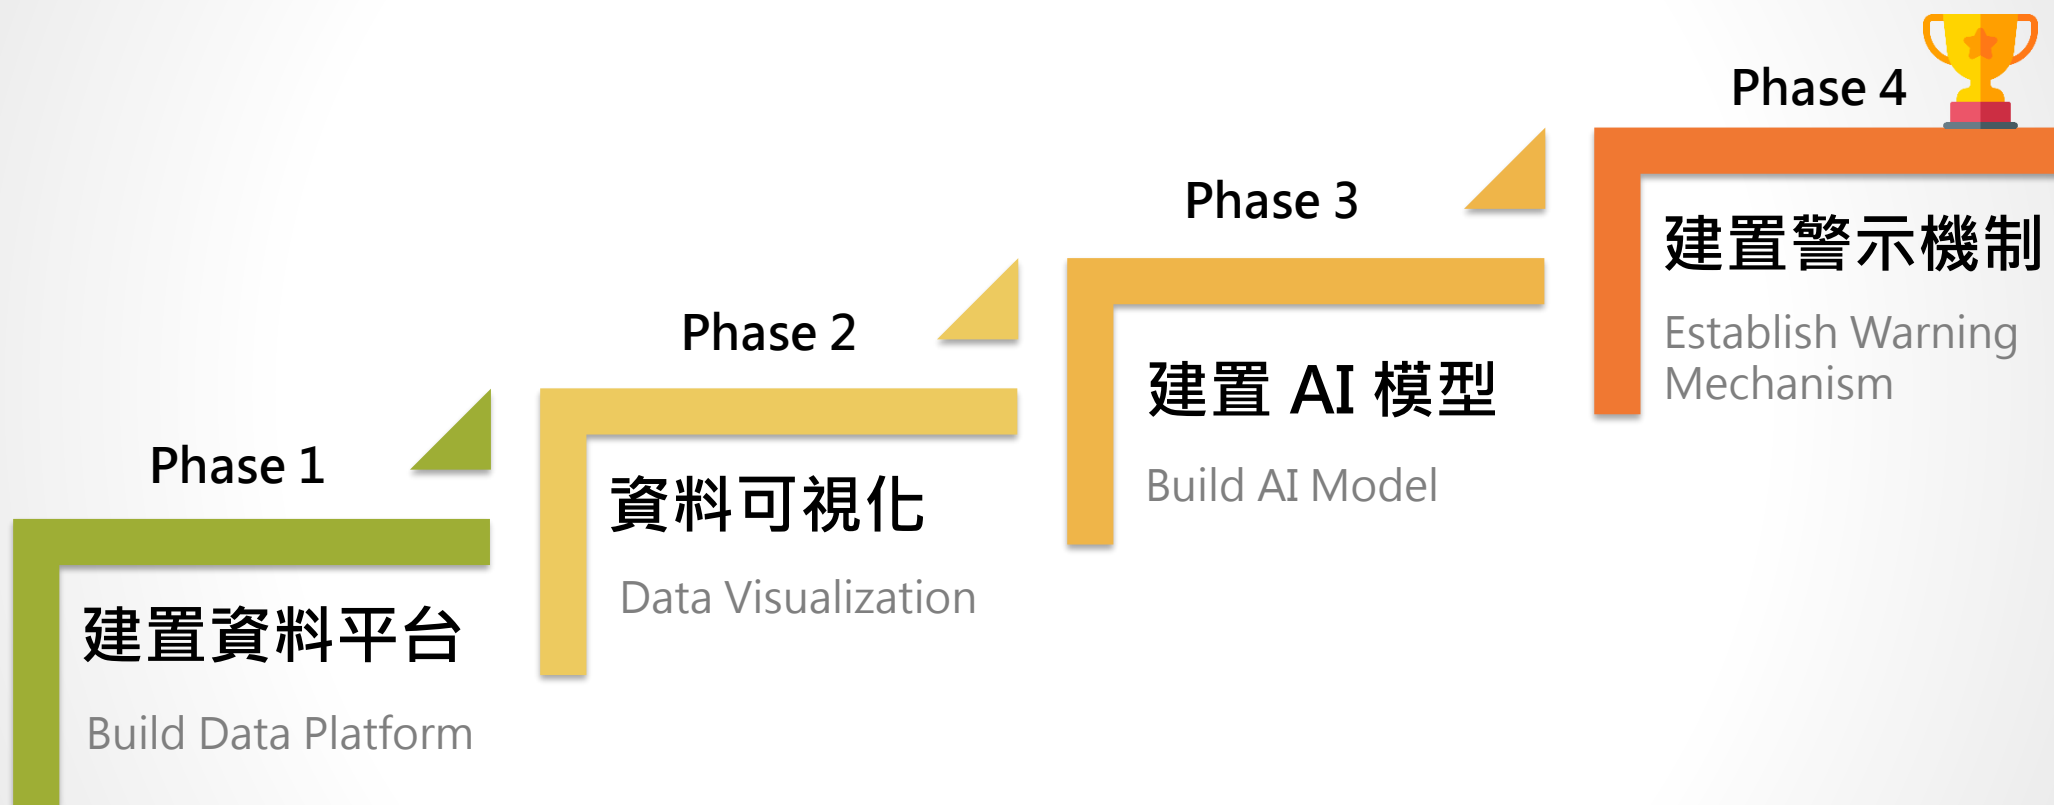 Phase 1
建置資料平台
Build Data Platform
Phase 2
資料可視化
Data Visualization
Phase 3
建置 AI 模型
Build AI Model
Phase 4
建置警示機制
Establish Warning
Mechanism